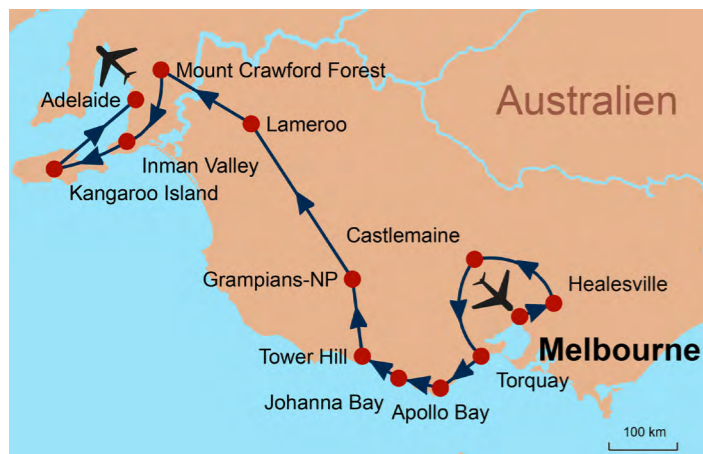 Mount Crawford Forest
Adelaide
Australien
Lameroo
Inman Valley
Kangaroo Island
Castlemaine
Grampians-NP
Healesville
Melbourne
Tower Hill
Torquay
Johanna Bay
Apollo Bay
100 km